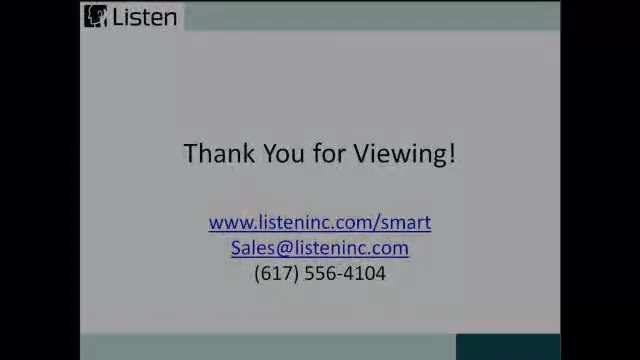 Listen
Thank You for Viewing!
www.listeninc.com/smart
Sales@listeninc.com
(617) 556-4104